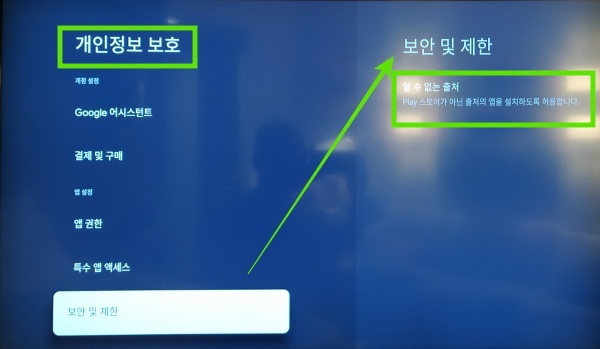 개인정보 보호
계정 설정
Google 어시스턴트
결제 및 구매
앱 설정
앱 권한
특수 앱 액세스
보안 및 제한
보안 및 제한
알 수 없는 출처
Play 스토어가 아닌 출처의 앱을 설치하도록 허용합니다.